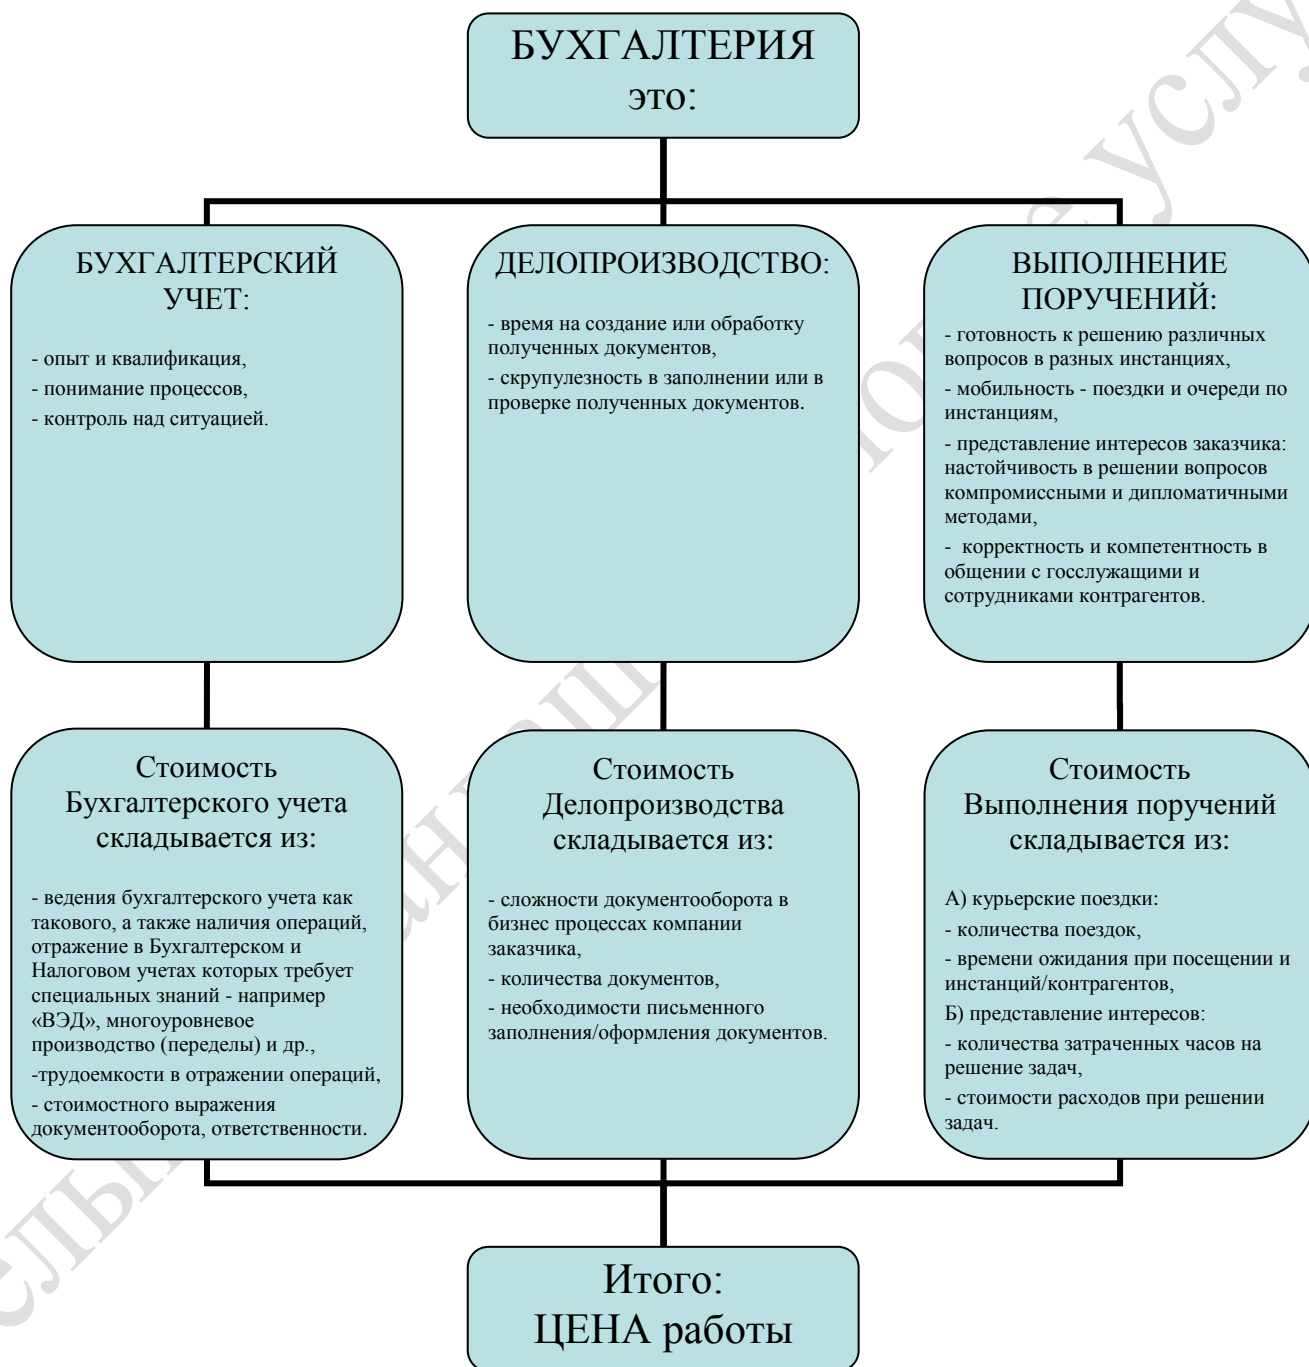 БУХГАЛТЕРИЯ
это:
БУХГАЛТЕРСКИЙ
УЧЕТ:
- опыт и квалификация,
- понимание процессов,
- контроль над ситуацией.
ДЕЛОПРОИЗВОДСТВО:
- время на создание или обработку
полученных документов,
- скрупулезность в заполнении или в
проверке полученных документов.
ВЫПОЛНЕНИЕ
ПОРУЧЕНИЙ:
- готовность к решению различных
вопросов в разных инстанциях,
- мобильность - поездки и очереди по
инстанциям,
- представление интересов заказчика:
настойчивость в решении вопросов
компромиссными и дипломатичными
методами,
- корректность и компетентность в
общении с госслужащими и
сотрудниками контрагентов.
Стоимость
Бухгалтерского учета
складывается из:
- ведения бухгалтерского учета как
такового, а также наличия операций,
отражение в Бухгалтерском и
Налоговом учетах которых требует
специальных знаний - например
«ВЭД», многоуровневое
производство (переделы) и др.,
-трудоемкости в отражении операций,
- стоимостного выражения
документооборота, ответственности.
Стоимость
Делопроизводства
складывается из:
- сложности документооборота в
бизнес процессах компании
заказчика,
- количества документов,
- необходимости письменного
заполнения/оформления документов.
Стоимость
Выполнения поручений
складывается из:
А) курьерские поездки:
- количества поездок,
- времени ожидания при посещении и
инстанций/контрагентов,
Б) представление интересов:
- количества затраченных часов на
решение задач,
- стоимости расходов при решении
задач.
Итого:
ЦЕНА работы